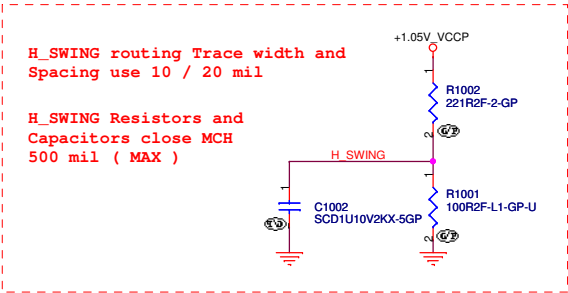 H_SWING routing Trace width and
Spacing use 10 / 20 mil
H_SWING Resistors and
Capacitors close MCH
500 mil ( MAX )
+1.05V_VCCP
1
R1002
221R2F-2-GP
2
G/P
H_SWING
1
C1002
SCD1U10V2KX-5GP
2
1
R1001
100R2F-L1-GP-U
2
G/P